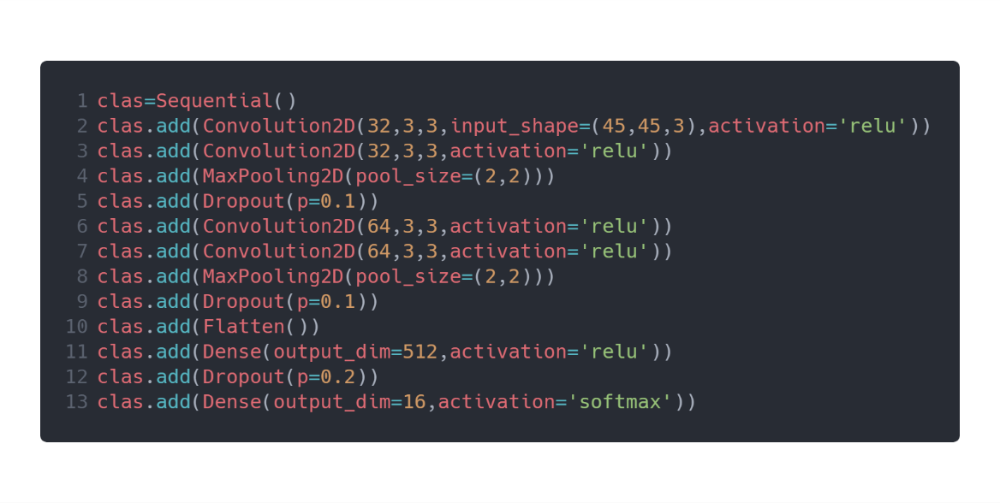 1 clas=Sequential()
2 clas.add(Convolution2D(32,3,3,input_shape=(45,45,3),activation='relu'))
3 clas.add(Convolution2D(32,3,3,activation='relu'))
4 clas.add(MaxPooling2D(pool_size=(2,2)))
5 clas.add(Dropout(p=0.1))
6 clas.add(Convolution2D(64,3,3,activation='relu'))
7 clas.add(Convolution2D(64,3,3,activation='relu'))
8 clas.add(MaxPooling2D(pool_size=(2,2)))
9 clas.add(Dropout(p=0.1))
10 clas.add(Flatten())
11 clas.add(Dense(output_dim=512,activation='relu'))
12 clas.add(Dropout(p=0.2))
13 clas.add(Dense(output_dim=16,activation='softmax'))